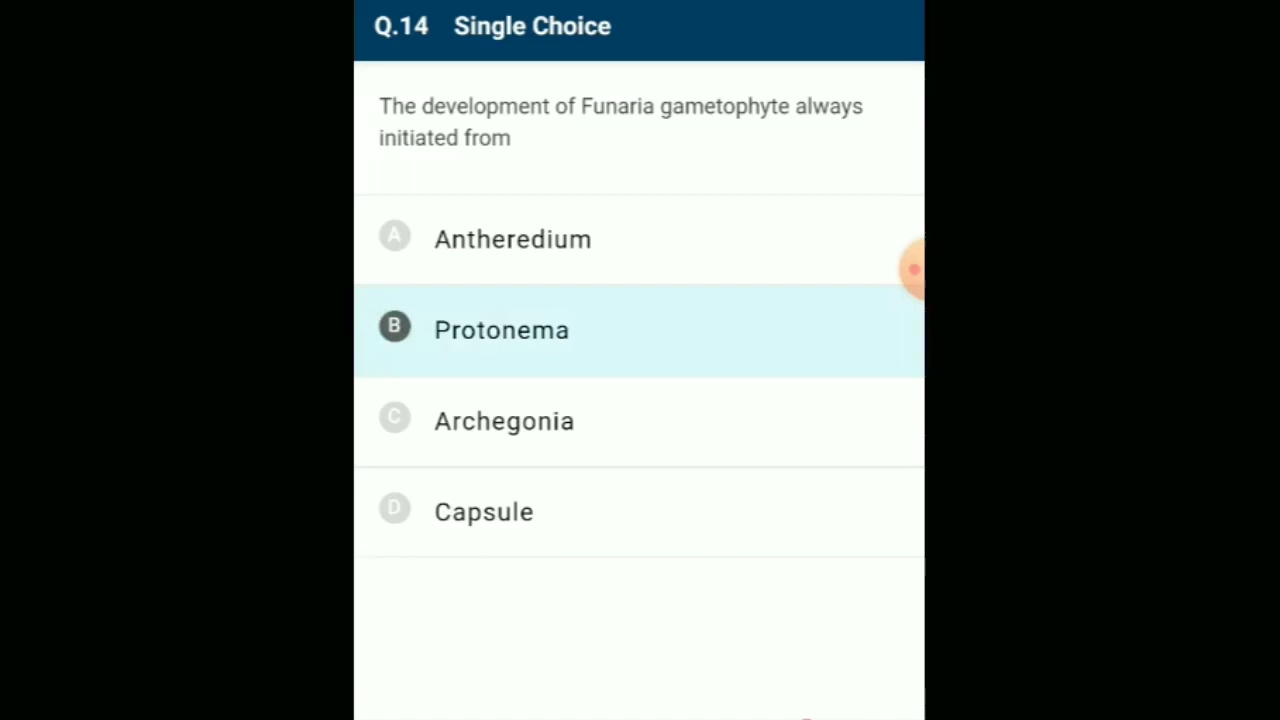 Q.14 Single Choice
The development of Funaria gametophyte always
initiated from
A Antheredium
B Protonema
C Archegonia
D Capsule